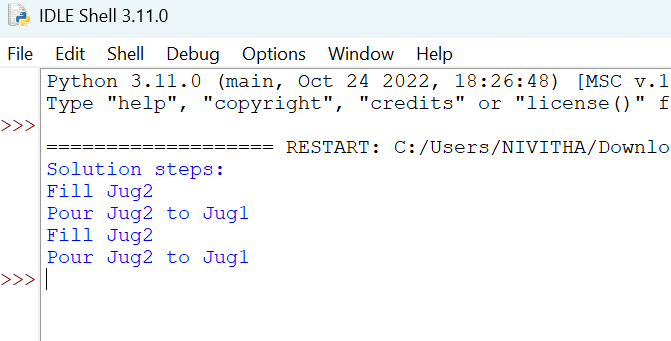 IDLE Shell 3.11.0
File Edit Shell Debug Options Window Help
Python 3.11.0 (main, Oct 24 2022, 18:26:48) [MSC v.1
Type "help", "copyright", "credits" or "license()" f
>>>
=================== RESTART: C:/Users/NIVITHA/Downlo
Solution steps:
Fill Jug2
Pour Jug2 to Jug1
Fill Jug2
Pour Jug2 to Jug1
>>>